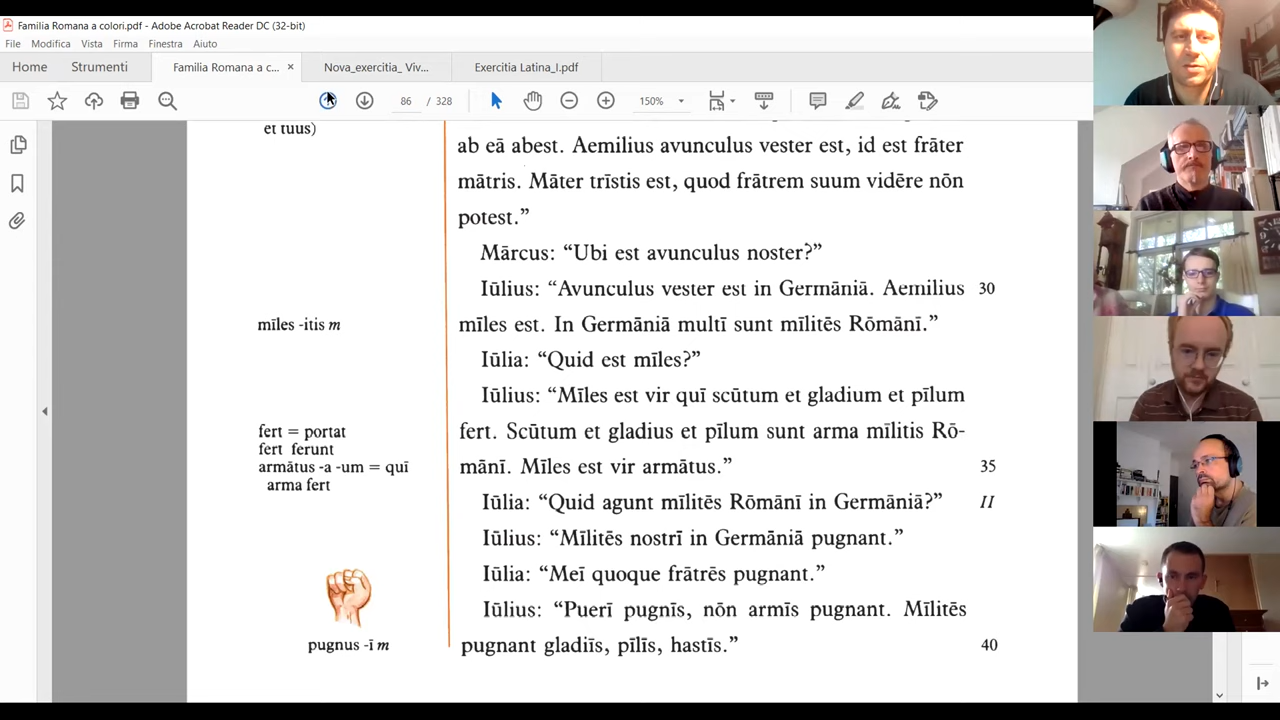 Familia Romana a colori.pdf - Adobe Acrobat Reader DC (32-bit)
File Modifica Vista Firma Finestra Aiuto
Home Strumenti Familia Romana a c... × Nova_exercitia_ Viv... Exercitia Latina_I.pdf
86 / 328 150%
et tuus)
ab eā abest. Aemilius avunculus vester est, id est frāter
mātris. Māter trīstis est, quod frātrem suum vidēre nōn
potest.”
Mārcus: “Ubi est avunculus noster?”
Iūlius: “Avunculus vester est in Germāniā. Aemilius 30
mīles -itis m
mīles est. In Germāniā multī sunt mīlitēs Rōmānī.”
Iūlia: “Quid est mīles?”
Iūlius: “Mīles est vir quī scūtum et gladium et pīlum
fert = portat
fert. Scūtum et gladius et pīlum sunt arma mīlitis Rō-
fert ferunt
armātus -a -um = quī
mānī. Mīles est vir armātus.” 35
arma fert
Iūlia: “Quid agunt mīlitēs Rōmānī in Germāniā?” II
Iūlius: “Mīlitēs nostrī in Germāniā pugnant.”
Iūlia: “Meī quoque frātrēs pugnant.”
Iūlius: “Puerī pugnīs, nōn armīs pugnant. Mīlitēs
pugnus -ī m
pugnant gladiīs, pīlīs, hastīs.” 40